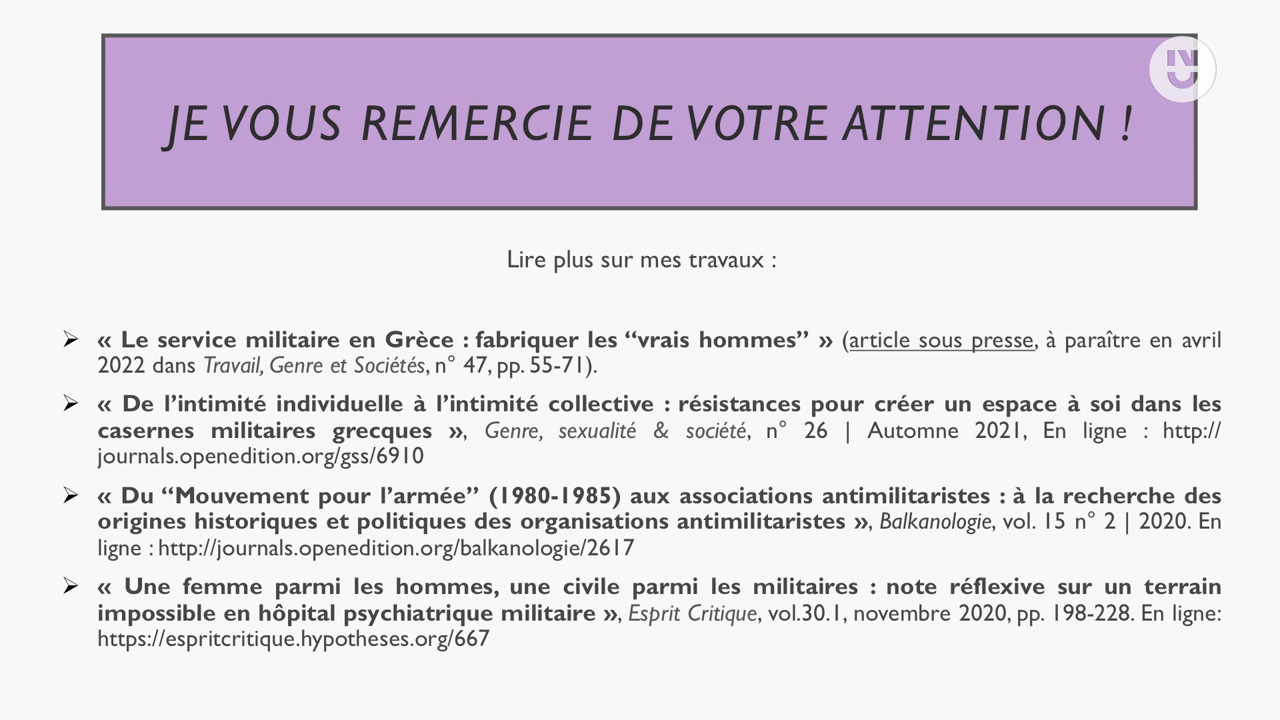 JE VOUS REMERCIE DE VOTRE ATTENTION !
Lire plus sur mes travaux :
« Le service militaire en Grèce : fabriquer les “vrais hommes” » (article sous presse, à paraître en avril
2022 dans Travail, Genre et Sociétés, n° 47, pp. 55-71).
« De l’intimité individuelle à l’intimité collective : résistances pour créer un espace à soi dans les
casernes militaires grecques », Genre, sexualité & société, n° 26 | Automne 2021, En ligne : http://
journals.openedition.org/gss/6910
« Du “Mouvement pour l’armée” (1980-1985) aux associations antimilitaristes : à la recherche des
origines historiques et politiques des organisations antimilitaristes », Balkanologie, vol. 15 n° 2 | 2020. En
ligne : http://journals.openedition.org/balkanologie/2617
« Une femme parmi les hommes, une civile parmi les militaires : note réflexive sur un terrain
impossible en hôpital psychiatrique militaire », Esprit Critique, vol.30.1, novembre 2020, pp. 198-228. En ligne:
https://espritcritique.hypotheses.org/667